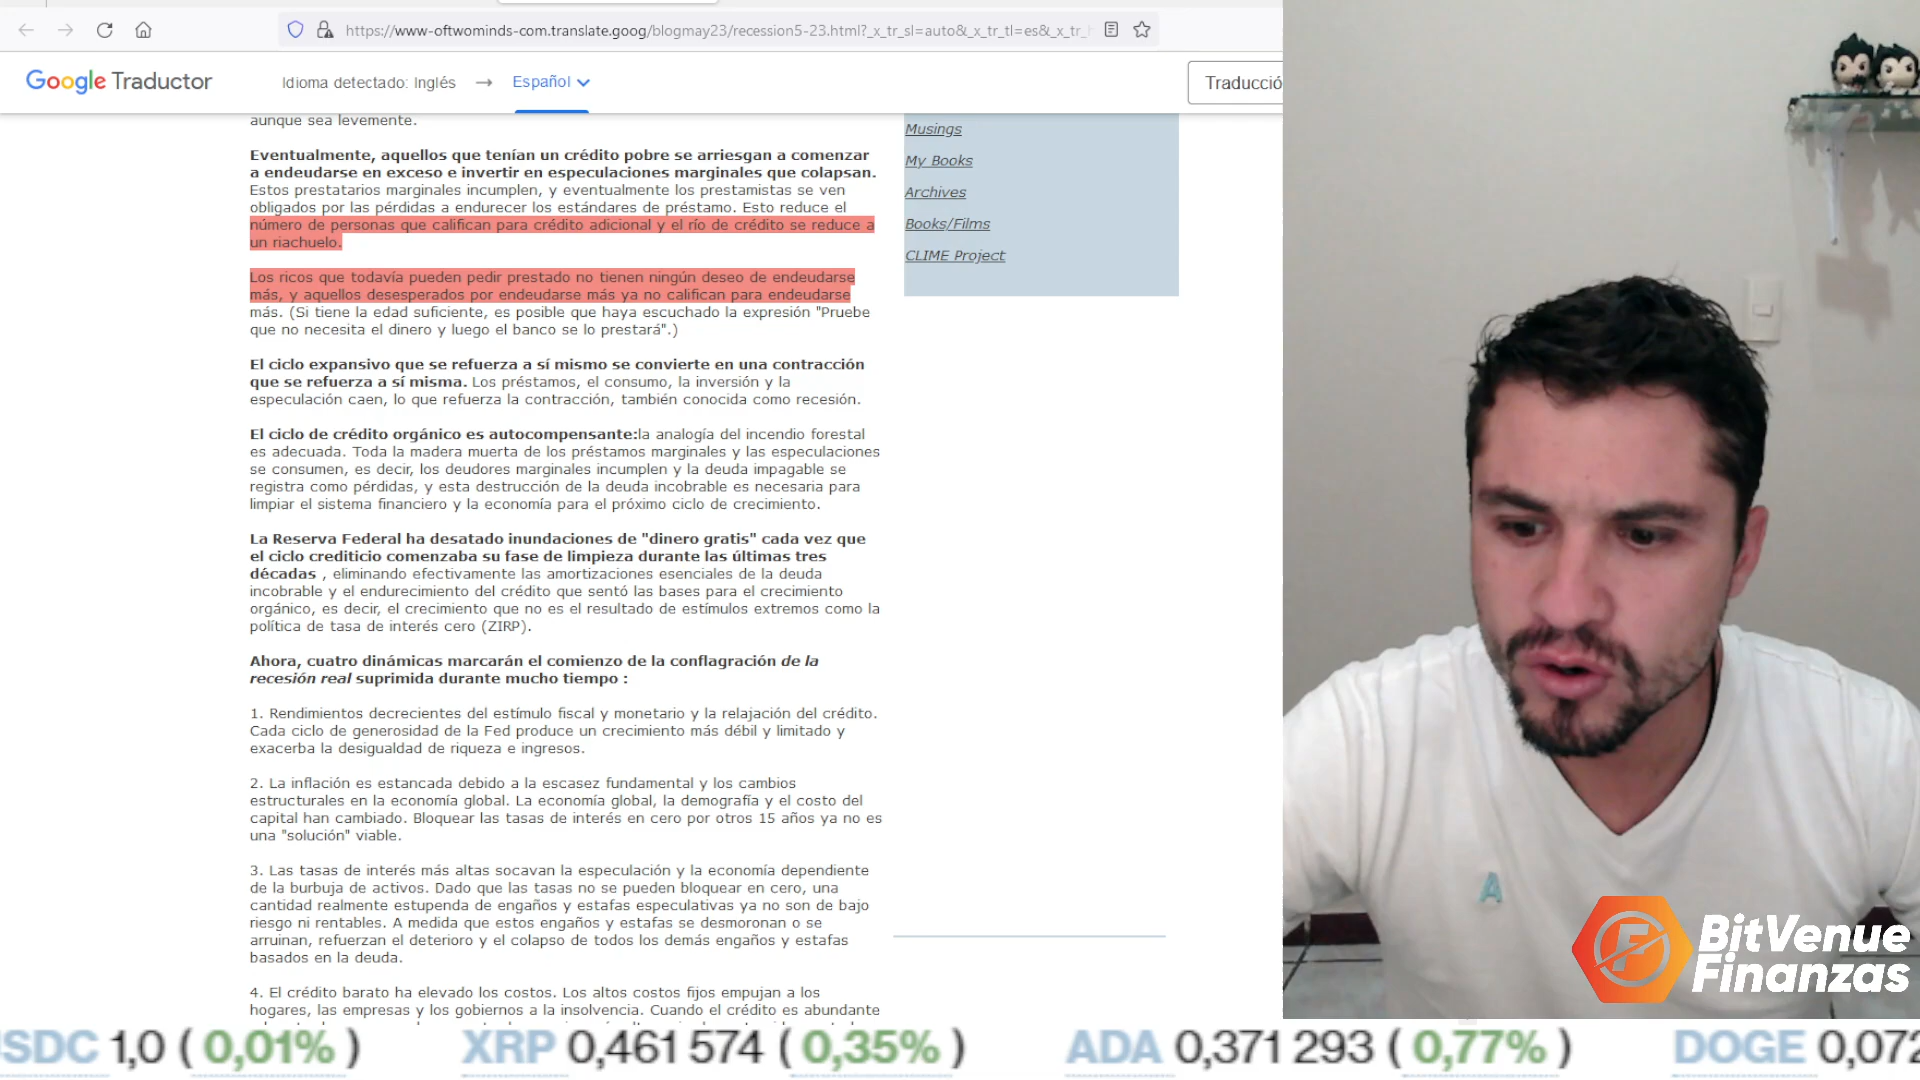 https://www-oftwominds-com.translate.goog/blogmay23/recession5-23.html?_x_tr_sl=auto&_x_tr_tl=es&_x_tr_
Google Traductor
Idioma detectado: Inglés → Español
Traducció
aunque sea levemente.
Eventualmente, aquellos que tenían un crédito pobre se arriesgan a comenzar
a endeudarse en exceso e invertir en especulaciones marginales que colapsan.
Estos prestatarios marginales incumplen, y eventualmente los prestamistas se ven
obligados por las pérdidas a endurecer los estándares de préstamo. Esto reduce el
número de personas que califican para crédito adicional y el río de crédito se reduce a
un riachuelo.
Los ricos que todavía pueden pedir prestado no tienen ningún deseo de endeudarse
más, y aquellos desesperados por endeudarse más ya no califican para endeudarse
más. (Si tiene la edad suficiente, es posible que haya escuchado la expresión "Pruebe
que no necesita el dinero y luego el banco se lo prestará".)
El ciclo expansivo que se refuerza a sí mismo se convierte en una contracción
que se refuerza a sí misma. Los préstamos, el consumo, la inversión y la
especulación caen, lo que refuerza la contracción, también conocida como recesión.
El ciclo de crédito orgánico es autocompensante:la analogía del incendio forestal
es adecuada. Toda la madera muerta de los préstamos marginales y las especulaciones
se consumen, es decir, los deudores marginales incumplen y la deuda impagable se
registra como pérdidas, y esta destrucción de la deuda incobrable es necesaria para
limpiar el sistema financiero y la economía para el próximo ciclo de crecimiento.
La Reserva Federal ha desatado inundaciones de "dinero gratis" cada vez que
el ciclo crediticio comenzaba su fase de limpieza durante las últimas tres
décadas , eliminando efectivamente las amortizaciones esenciales de la deuda
incobrable y el endurecimiento del crédito que sentó las bases para el crecimiento
orgánico, es decir, el crecimiento que no es el resultado de estímulos extremos como la
política de tasa de interés cero (ZIRP).
Ahora, cuatro dinámicas marcarán el comienzo de la conflagración de la
recesión real suprimida durante mucho tiempo :
1. Rendimientos decrecientes del estímulo fiscal y monetario y la relajación del crédito.
Cada ciclo de generosidad de la Fed produce un crecimiento más débil y limitado y
exacerba la desigualdad de riqueza e ingresos.
2. La inflación es estancada debido a la escasez fundamental y los cambios
estructurales en la economía global. La economía global, la demografía y el costo del
capital han cambiado. Bloquear las tasas de interés en cero por otros 15 años ya no es
una "solución" viable.
3. Las tasas de interés más altas socavan la especulación y la economía dependiente
de la burbuja de activos. Dado que las tasas no se pueden bloquear en cero, una
cantidad realmente estupenda de engaños y estafas especulativas ya no son de bajo
riesgo ni rentables. A medida que estos engaños y estafas se desmoronan o se
arruinan, refuerzan el deterioro y el colapso de todos los demás engaños y estafas
basados en la deuda.
4. El crédito barato ha elevado los costos. Los altos costos fijos empujan a los
hogares, las empresas y los gobiernos a la insolvencia. Cuando el crédito es abundante
Musings
My Books
Archives
Books/Films
CLIME Project
A
BitVenue
Finanzas
SDC 1,0 ( 0,01% ) XRP 0,461 574 ( 0,35% ) ADA 0,371 293 ( 0,77% ) DOGE 0,072